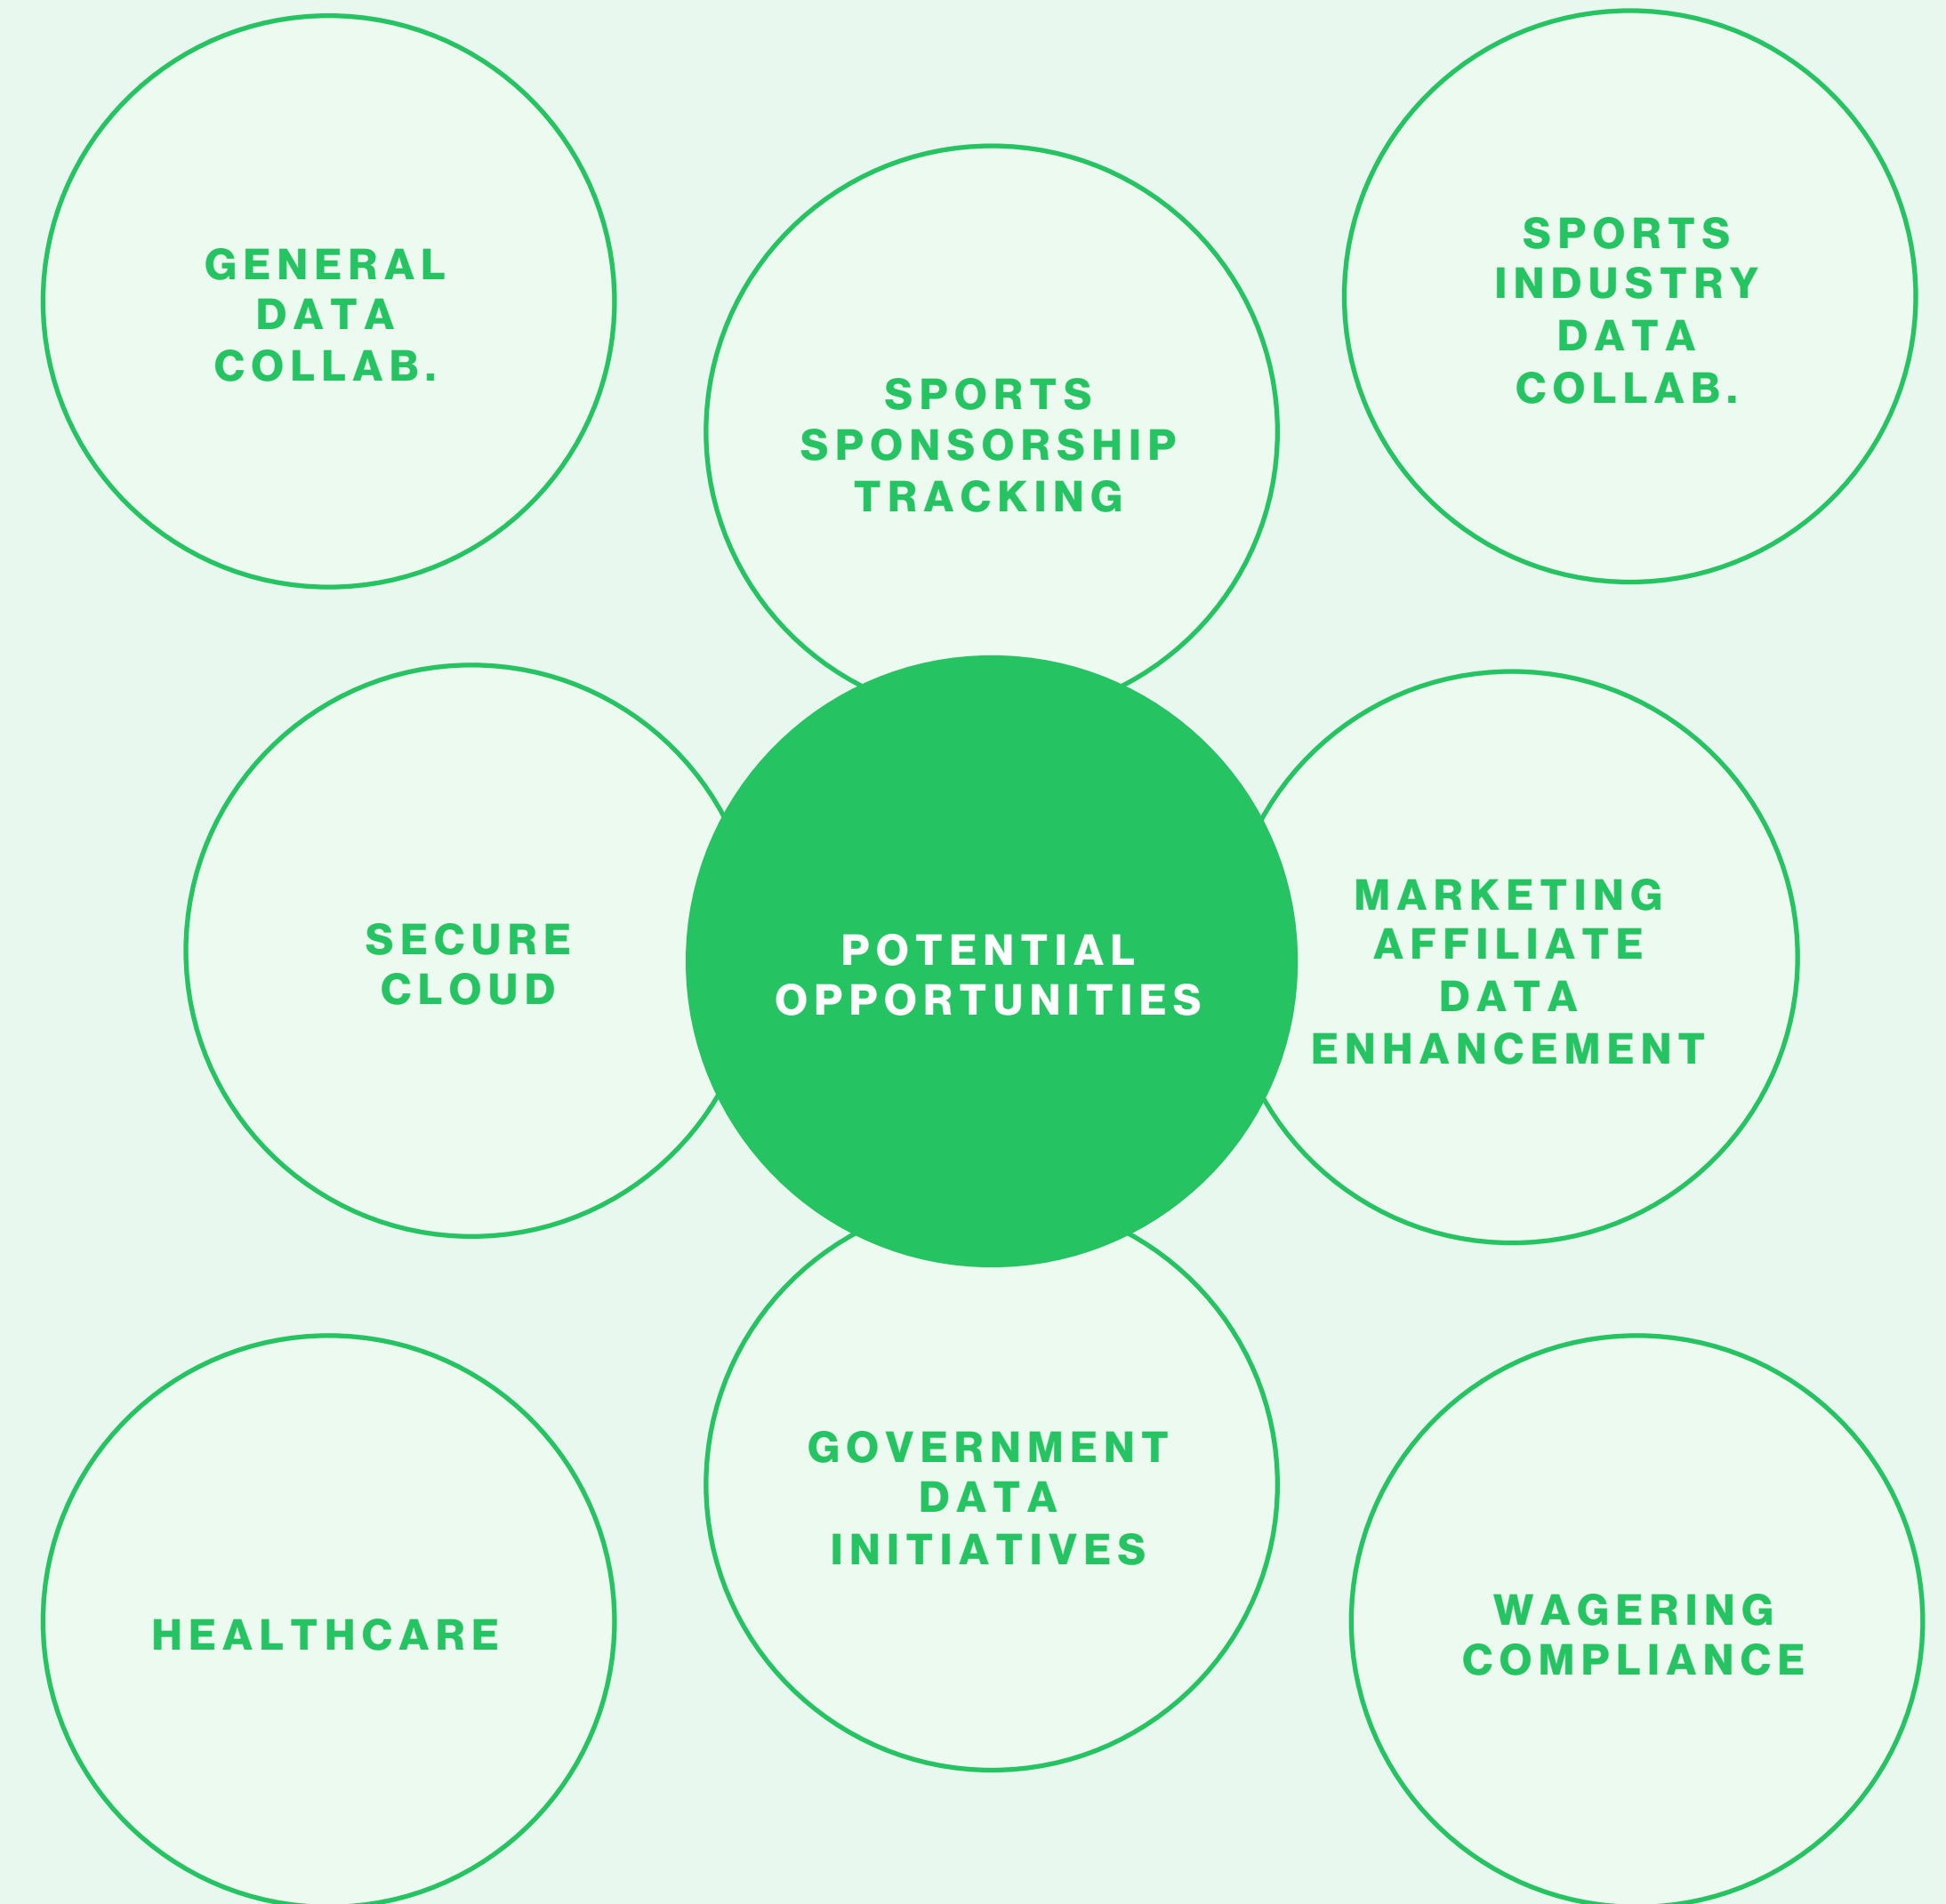 GENERAL
DATA
COLLAB.
SPORTS
SPONSORSHIP
TRACKING
SPORTS
INDUSTRY
DATA
COLLAB.
SECURE
CLOUD
POTENTIAL
OPPORTUNITIES
MARKETING
AFFILIATE
DATA
ENHANCEMENT
HEALTHCARE
GOVERNMENT
DATA
INITIATIVES
WAGERING
COMPLIANCE